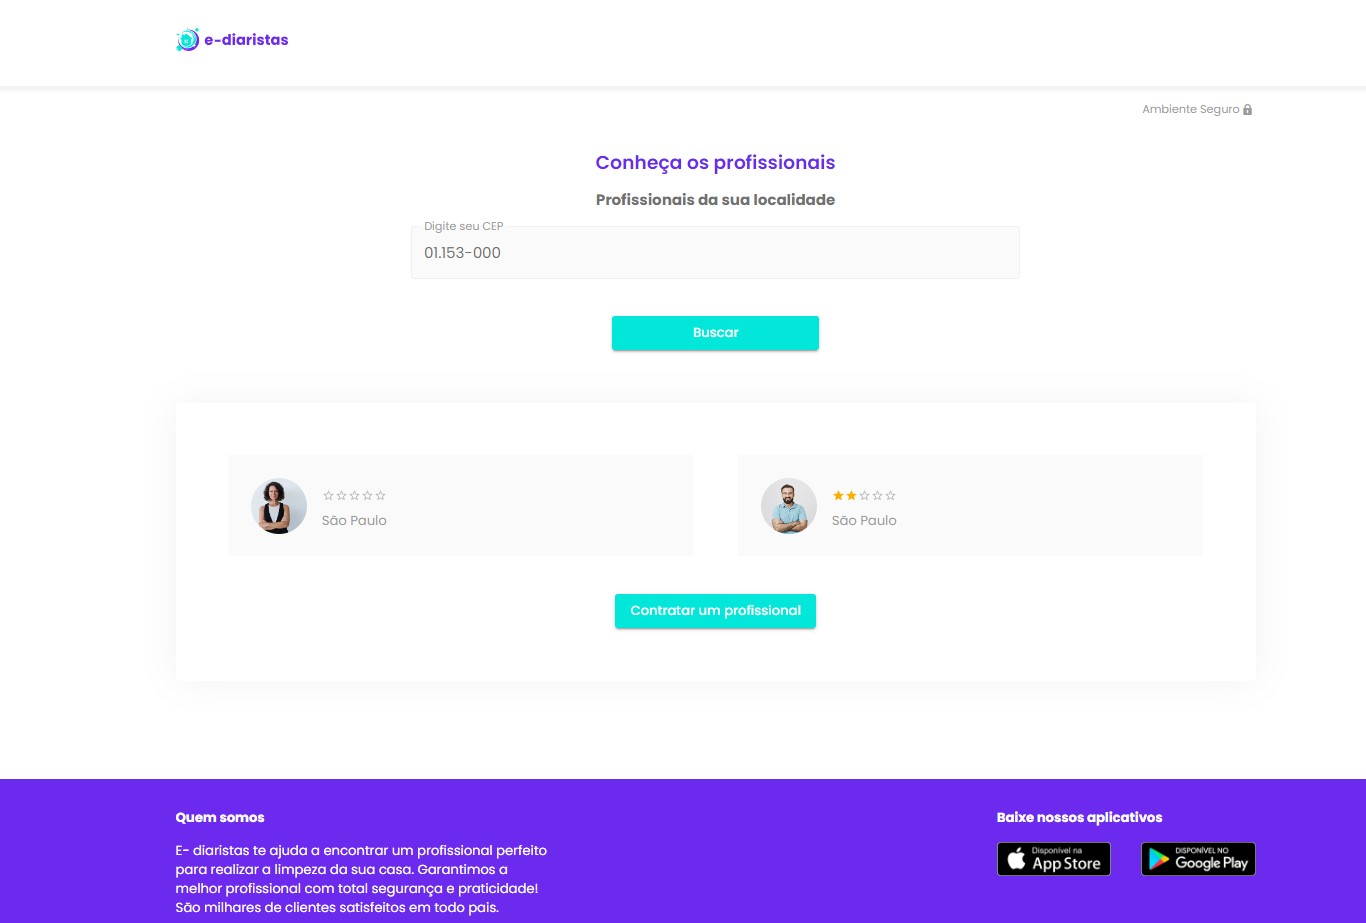 e-diaristas
Ambiente Seguro
Conheça os profissionais
Profissionais da sua localidade
Digite seu CEP
01.153-000
Buscar
São Paulo
São Paulo
Contratar um profissional
Quem somos
E- diaristas te ajuda a encontrar um profissional perfeito
para realizar a limpeza da sua casa. Garantimos a
melhor profissional com total segurança e praticidade!
São milhares de clientes satisfeitos em todo pais.
Baixe nossos aplicativos
Disponível na
App Store
DISPONÍVEL NO
Google Play